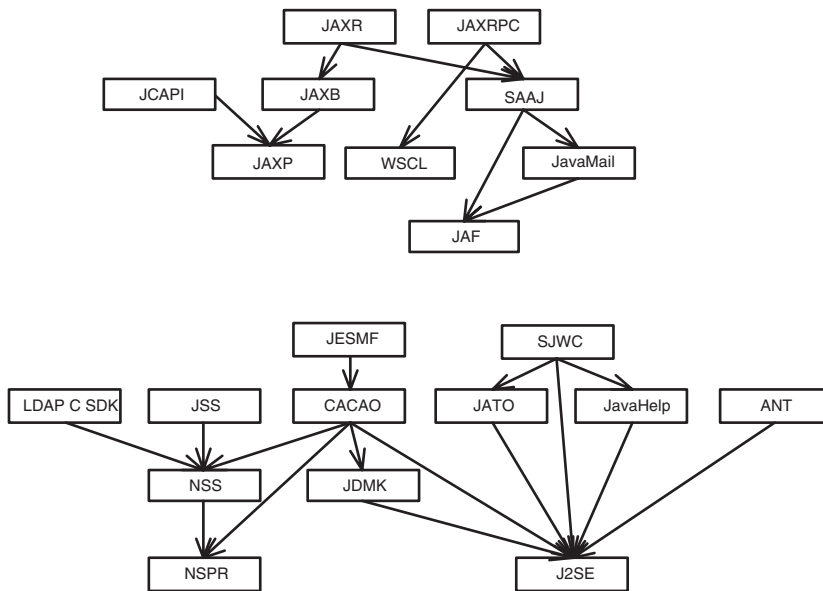 JAXR
JAXRPC
JCAPI
JAXB
SAAJ
JAXP
WSCL
JavaMail
JAF
JESMF
SJWC
LDAP C SDK
JSS
CACAO
JATO
JavaHelp
ANT
NSS
JDMK
NSPR
J2SE